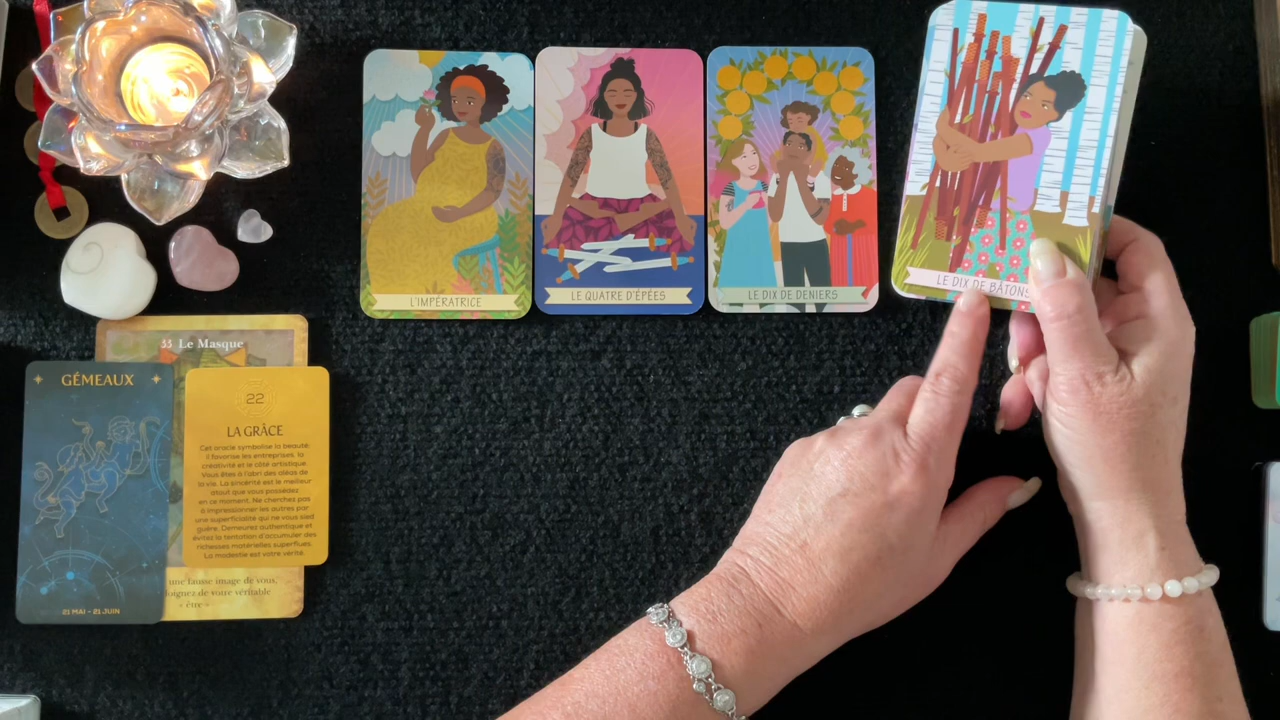 L'IMPÉRATRICE
LE QUATRE D'ÉPÉES
LE DIX DE DENIERS
LE DIX DE BÂTONS
33 Le Masque
GÉMEAUX
21 MAI - 21 JUIN
22
LA GRÂCE
Cet oracle symbolise la beauté;
il favorise les entreprises, la
créativité et le côté artistique.
Vous êtes à l'abri des aléas de
la vie. La sincérité est le meilleur
atout que vous possédez
en ce moment. Ne cherchez pas
à impressionner les autres par
une superficialité qui ne vous sied
guère. Demeurez authentique et
évitez la tentation d'accumuler des
richesses matérielles superflues.
La modestie est votre vérité.
une fausse image de vous,
loignez de votre véritable
« être »